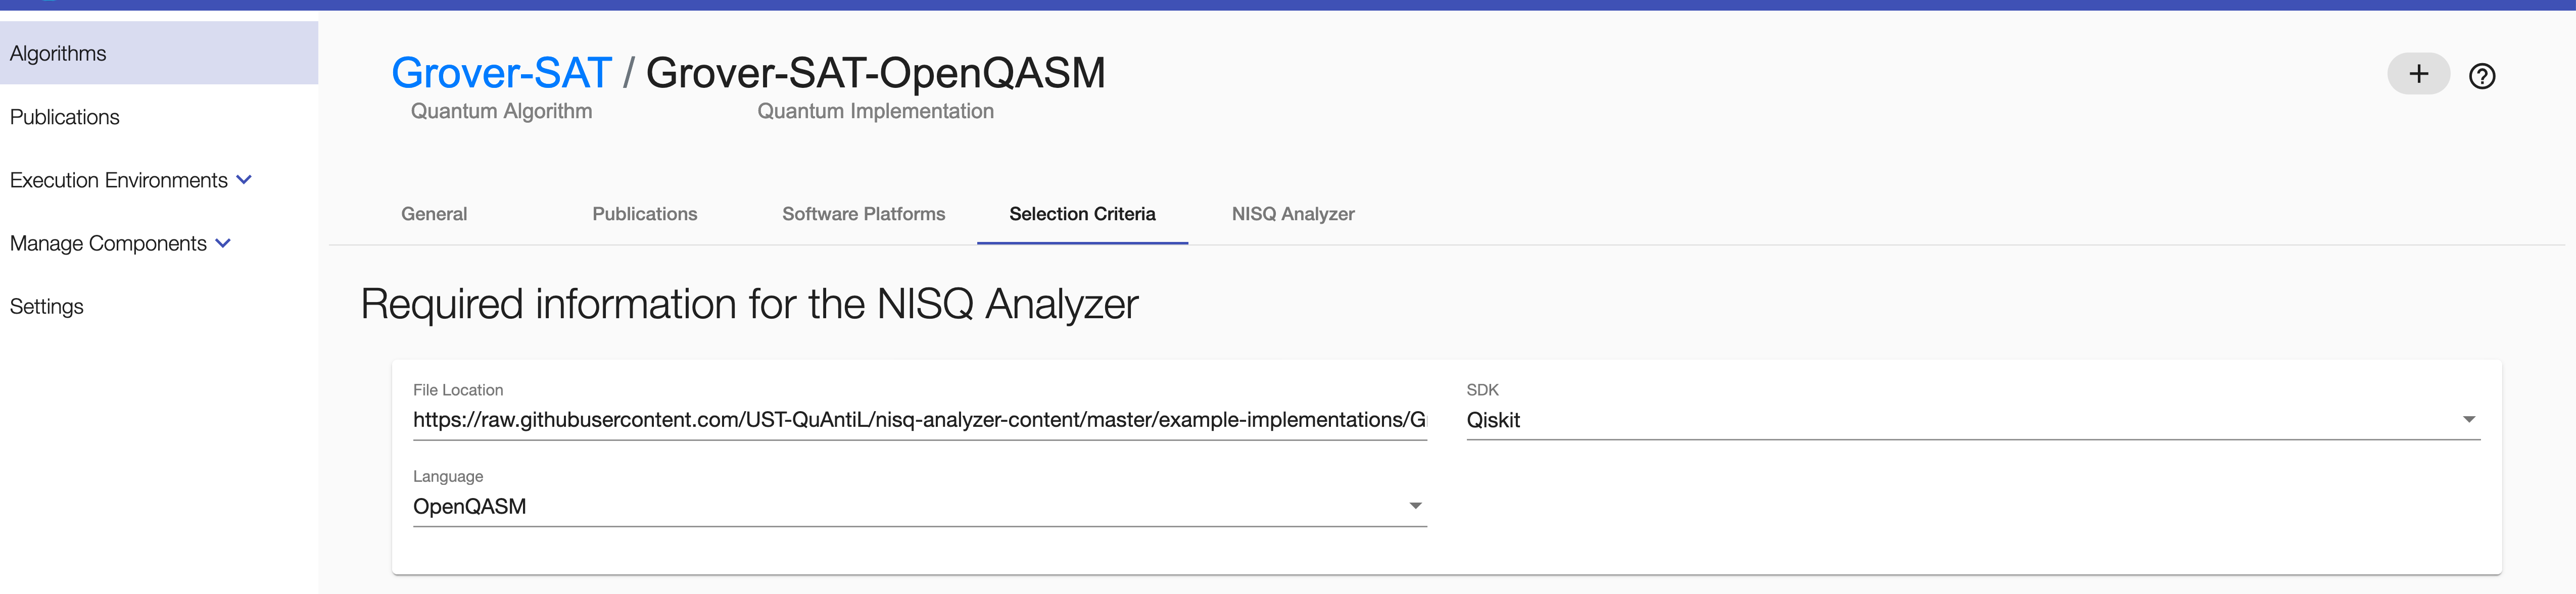 Algorithms
Publications
Execution Environments
Manage Components
Settings
Grover-SAT / Grover-SAT-OpenQASM
Quantum Algorithm Quantum Implementation
+ ?
General Publications Software Platforms Selection Criteria NISQ Analyzer
Required information for the NISQ Analyzer
File Location
https://raw.githubusercontent.com/UST-QuAntiL/nisq-analyzer-content/master/example-implementations/G
SDK
Qiskit
Language
OpenQASM